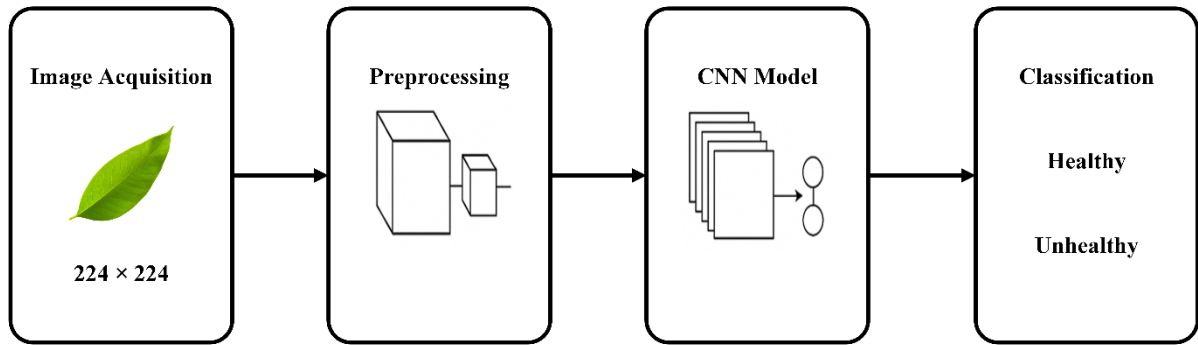 Image Acquisition
224 × 224
Preprocessing
CNN Model
Classification
Healthy
Unhealthy